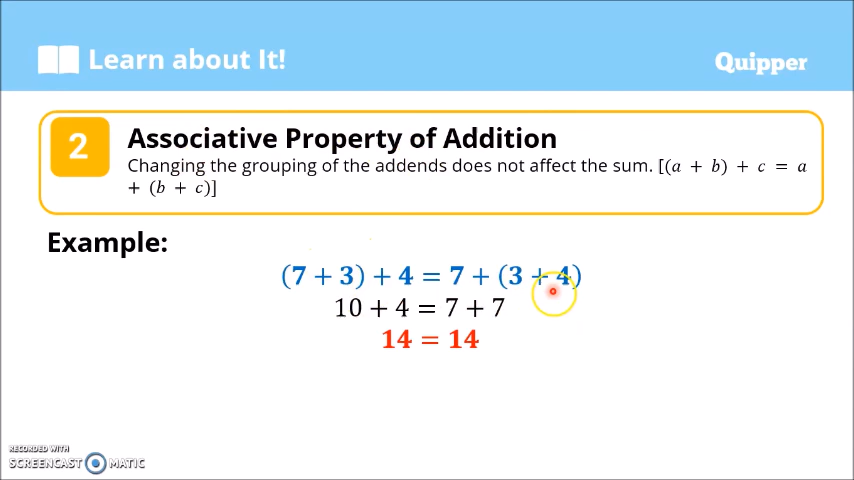 Learn about It!
Quipper
2
Associative Property of Addition
Changing the grouping of the addends does not affect the sum. [(a + b) + c = a
+ (b + c)]
Example:
(7 + 3) + 4 = 7 + (3 + 4)
10 + 4 = 7 + 7
14 = 14
RECORDED WITH
SCREENCAST MATIC